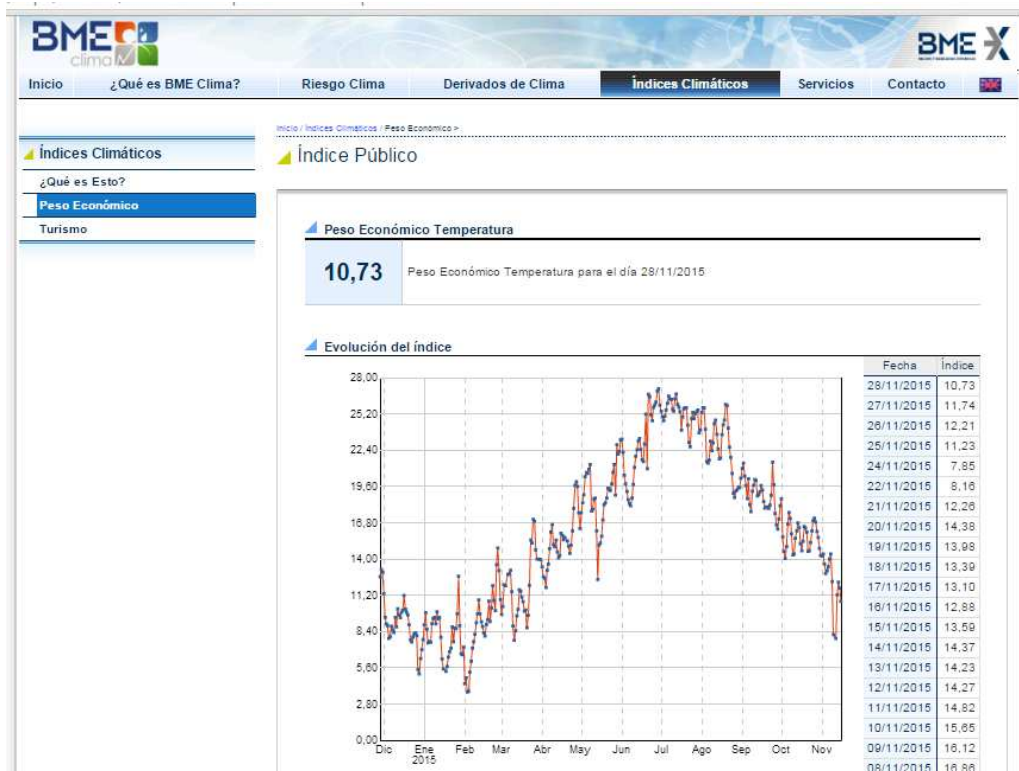 BME
clima
BME X
Inicio
¿Qué es BME Clima?
Riesgo Clima
Derivados de Clima
Índices Climáticos
Servicios
Contacto
Inicio / Índices Climáticos / Peso Económico >
Índices Climáticos
¿Qué es Esto?
Peso Económico
Turismo
Índice Público
Peso Económico Temperatura
10,73
Peso Económico Temperatura para el día 28/11/2015
Evolución del índice
28,00
25,20
22,40
19,60
16,80
14,00
11,20
8,40
5,60
2,80
0,00
Dic
Ene
2015
Feb
Mar
Abr
May
Jun
Jul
Ago
Sep
Oct
Nov
Fecha Índice
28/11/2015 10,73
27/11/2015 11,74
26/11/2015 12,21
25/11/2015 11,23
24/11/2015 7,85
22/11/2015 8,16
21/11/2015 12,26
20/11/2015 14,38
19/11/2015 13,98
18/11/2015 13,39
17/11/2015 13,10
16/11/2015 12,88
15/11/2015 13,59
14/11/2015 14,37
13/11/2015 14,23
12/11/2015 14,27
11/11/2015 14,82
10/11/2015 15,65
09/11/2015 16,12
08/11/2015 16,86